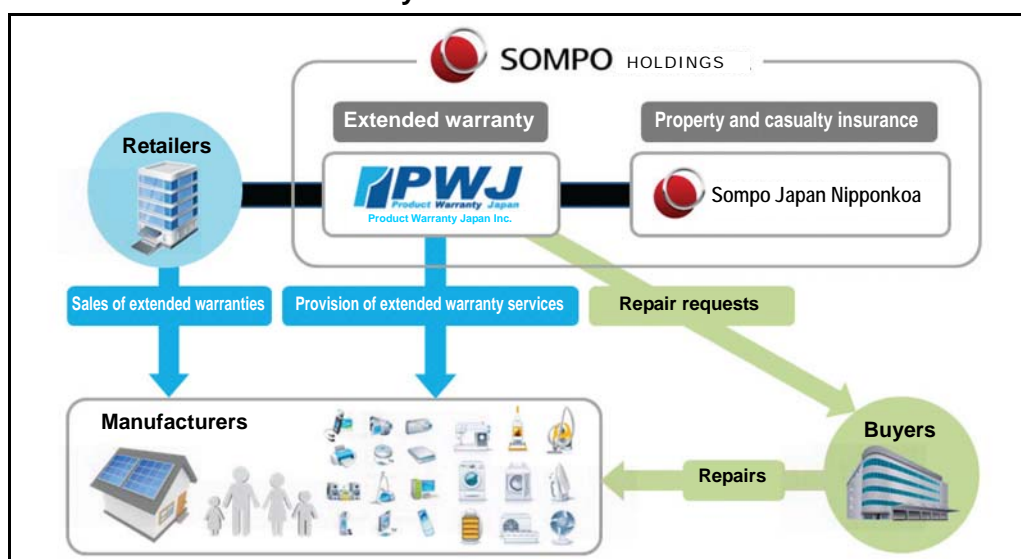 SOMPO HOLDINGS
Extended warranty
Property and casualty insurance
Retailers
PWJ
Product Warranty Japan
Product Warranty Japan Inc.
Sompo Japan Nipponkoa
Sales of extended warranties
Provision of extended warranty services
Repair requests
Manufacturers
Buyers
Repairs